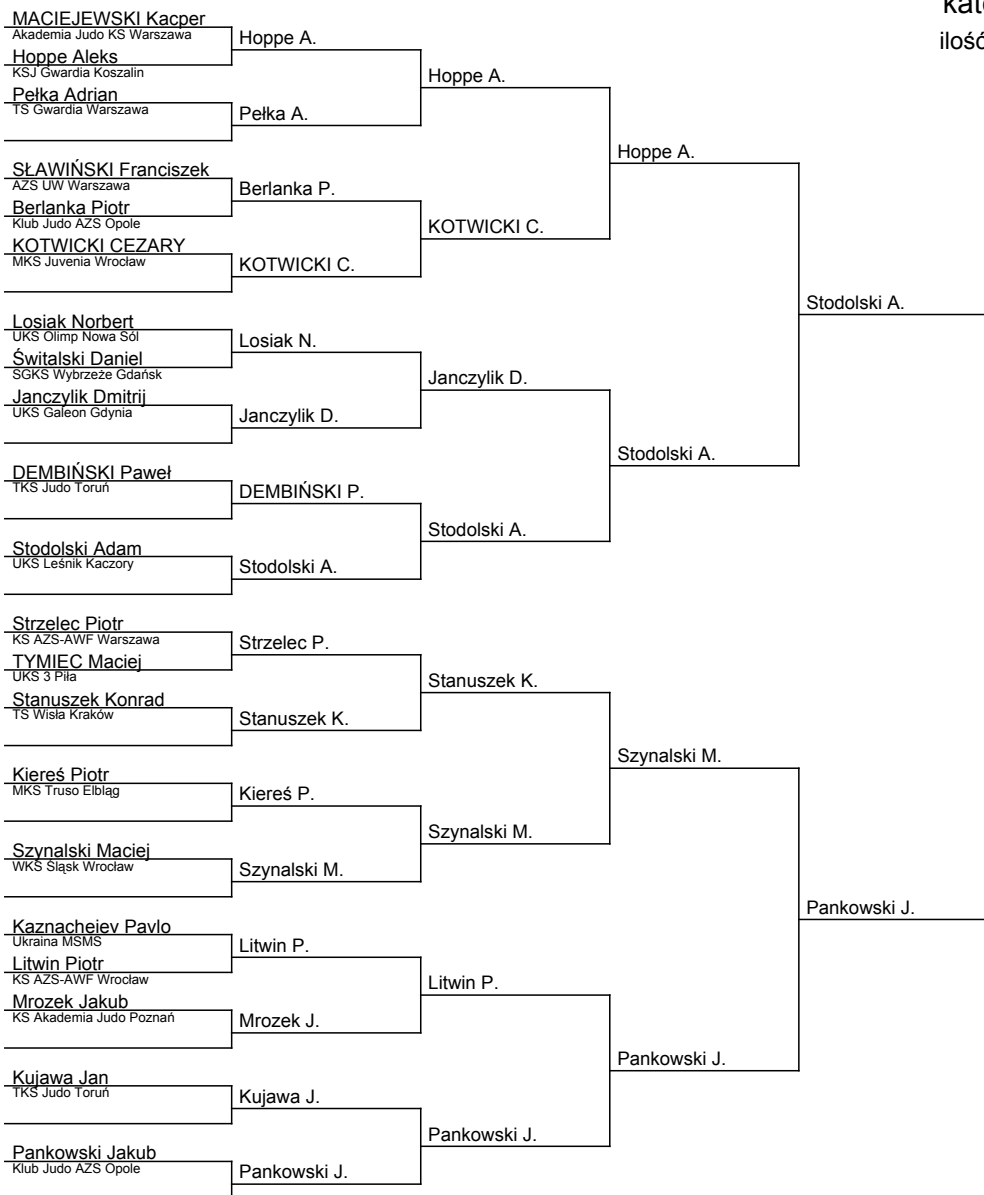 kat
ilość
MACIEJEWSKI Kacper
Akademia Judo KS Warszawa
Hoppe Aleks
KSJ Gwardia Koszalin
Pełka Adrian
TS Gwardia Warszawa
SŁAWIŃSKI Franciszek
AZS UW Warszawa
Berlanka Piotr
Klub Judo AZS Opole
KOTWICKI CEZARY
MKS Juvenia Wrocław
Losiak Norbert
UKS Olimp Nowa Sól
Świtalski Daniel
SGKS Wybrzeże Gdańsk
Janczylik Dmitrij
UKS Galeon Gdynia
DEMBIŃSKI Paweł
TKS Judo Toruń
Stodolski Adam
UKS Leśnik Kaczory
Strzelec Piotr
KS AZS-AWF Warszawa
TYMIEC Maciej
UKS 3 Piła
Stanuszek Konrad
TS Wisła Kraków
Kiereś Piotr
MKS Truso Elbląg
Szynalski Maciej
WKS Śląsk Wrocław
Kaznacheiev Pavlo
Ukraina MSMS
Litwin Piotr
KS AZS-AWF Wrocław
Mrozek Jakub
KS Akademia Judo Poznań
Kujawa Jan
TKS Judo Toruń
Pankowski Jakub
Klub Judo AZS Opole
Hoppe A.
Pełka A.
Berlanka P.
KOTWICKI C.
Losiak N.
Janczylik D.
DEMBIŃSKI P.
Stodolski A.
Strzelec P.
Stanuszek K.
Kiereś P.
Szynalski M.
Litwin P.
Mrozek J.
Kujawa J.
Pankowski J.
Hoppe A.
KOTWICKI C.
Janczylik D.
Stodolski A.
Stanuszek K.
Szynalski M.
Litwin P.
Pankowski J.
Hoppe A.
Stodolski A.
Szynalski M.
Pankowski J.
Stodolski A.
Pankowski J.